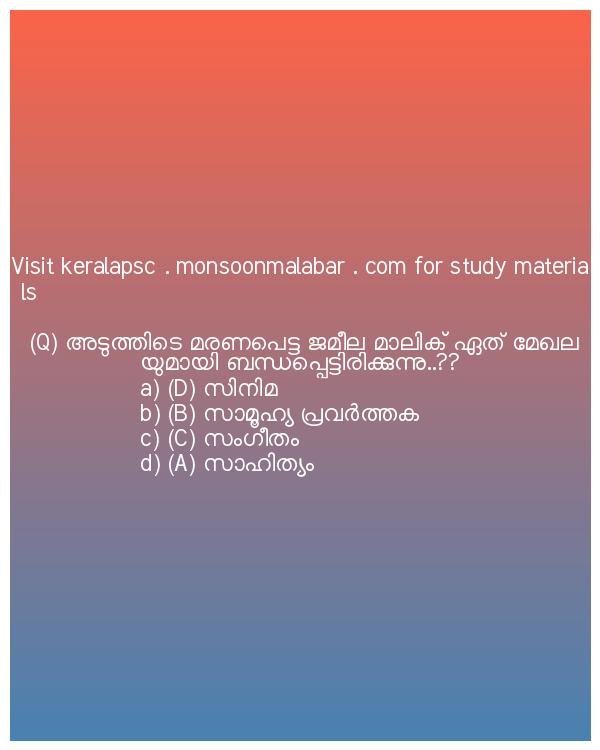 Visit keralapsc . monsoonmalabar . com for study materia
ls
(Q) അടുത്തിടെ മരണപെട്ട ജമീല മാലിക് ഏത് മേഖല
യുമായി ബന്ധപ്പെട്ടിരിക്കുന്നു..??
a) (D) സിനിമ
b) (B) സാമൂഹ്യ പ്രവർത്തക
c) (C) സംഗീതം
d) (A) സാഹിത്യം